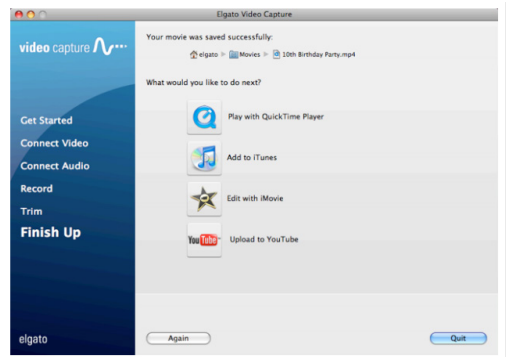 Elgato Video Capture
video capture
Get Started
Connect Video
Connect Audio
Record
Trim
Finish Up
elgato
Your movie was saved successfully:
elgato Movies 10th Birthday Party.mp4
What would you like to do next?
Play with QuickTime Player
Add to iTunes
Edit with iMovie
YouTube Upload to YouTube
Again
Quit